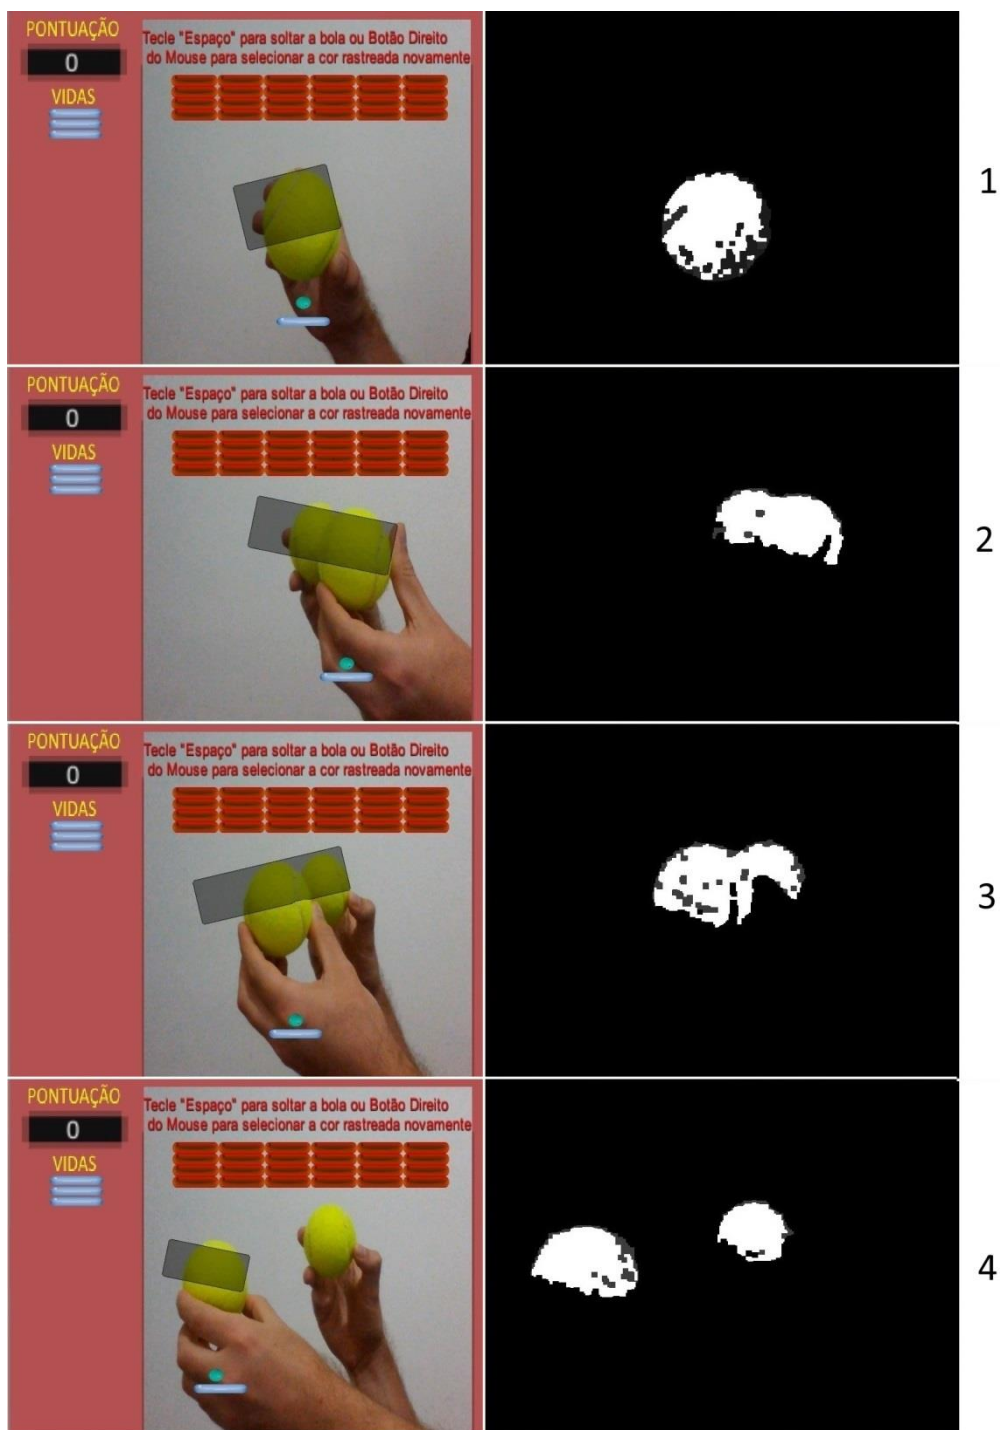 PONTUAÇÃO
0
VIDAS
Tecle "Espaço" para soltar a bola ou Botão Direito
do Mouse para selecionar a cor rastreada novamente
1
PONTUAÇÃO
0
VIDAS
Tecle "Espaço" para soltar a bola ou Botão Direito
do Mouse para selecionar a cor rastreada novamente
2
PONTUAÇÃO
0
VIDAS
Tecle "Espaço" para soltar a bola ou Botão Direito
do Mouse para selecionar a cor rastreada novamente
3
PONTUAÇÃO
0
VIDAS
Tecle "Espaço" para soltar a bola ou Botão Direito
do Mouse para selecionar a cor rastreada novamente
4